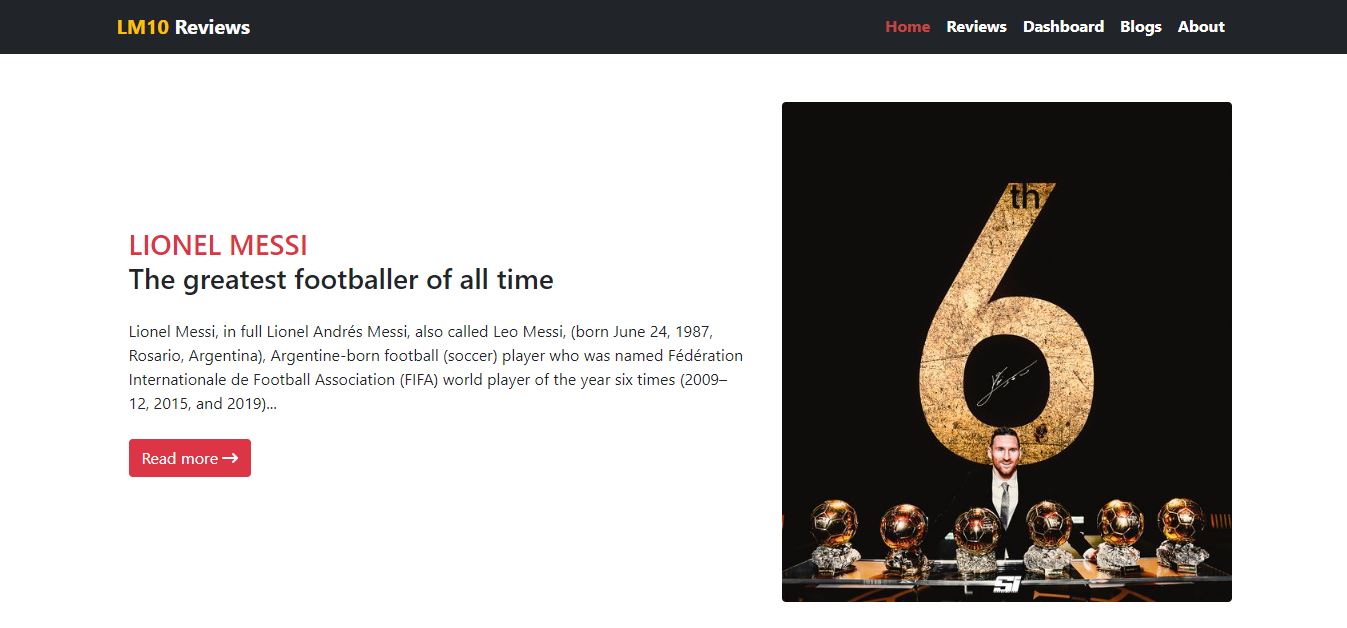 LM10 Reviews
Home Reviews Dashboard Blogs About
LIONEL MESSI
The greatest footballer of all time
Lionel Messi, in full Lionel Andrés Messi, also called Leo Messi, (born June 24, 1987,
Rosario, Argentina), Argentine-born football (soccer) player who was named Fédération
Internationale de Football Association (FIFA) world player of the year six times (2009–
12, 2015, and 2019)...
Read more →
6th
SI